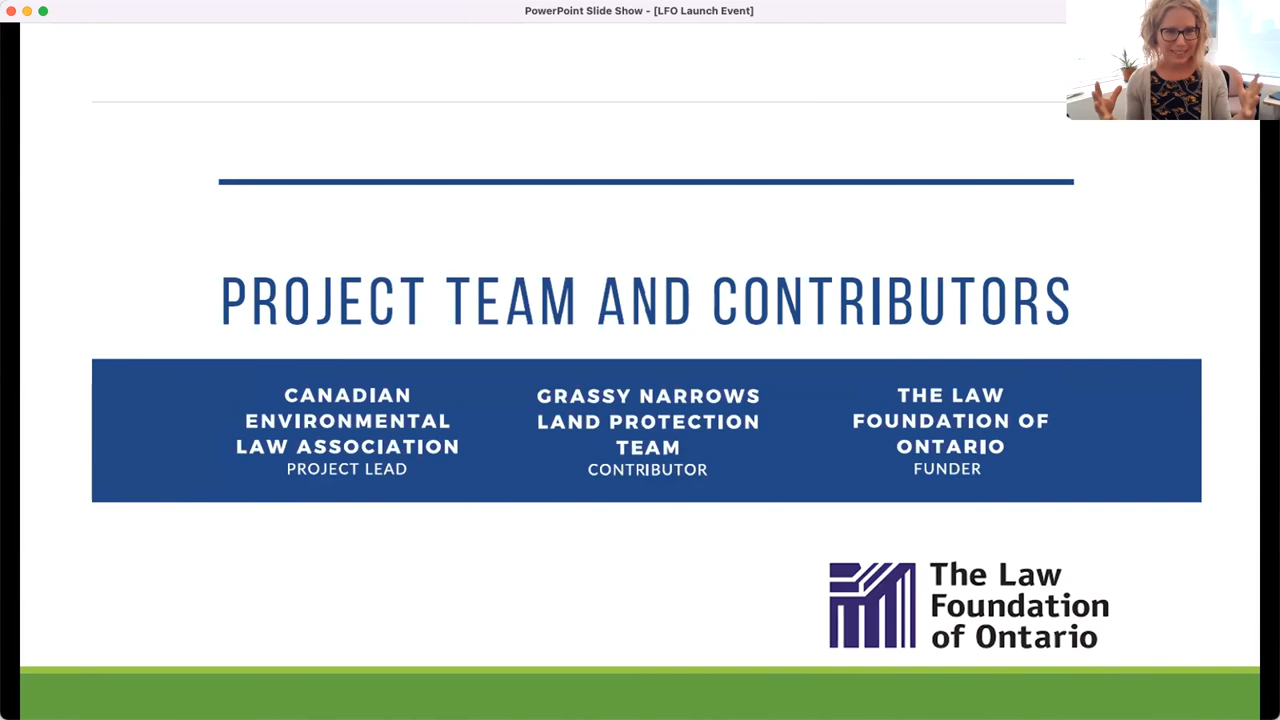 PowerPoint Slide Show - [LFO Launch Event]
PROJECT TEAM AND CONTRIBUTORS
CANADIAN
ENVIRONMENTAL
LAW ASSOCIATION
PROJECT LEAD
GRASSY NARROWS
LAND PROTECTION
TEAM
CONTRIBUTOR
THE LAW
FOUNDATION OF
ONTARIO
FUNDER
The Law
Foundation
of Ontario